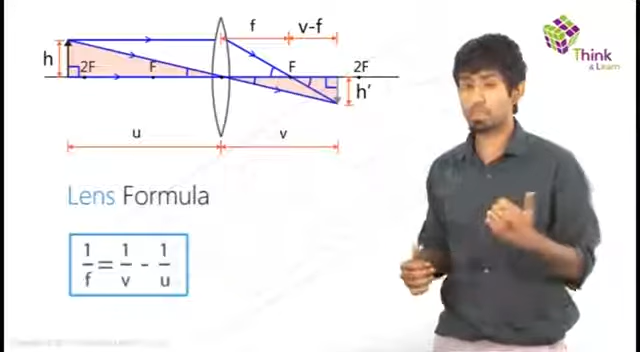 f v-f
h 2F F F 2F
h'
u v
Lens Formula
1/f = 1/v - 1/u
Think
& Learn